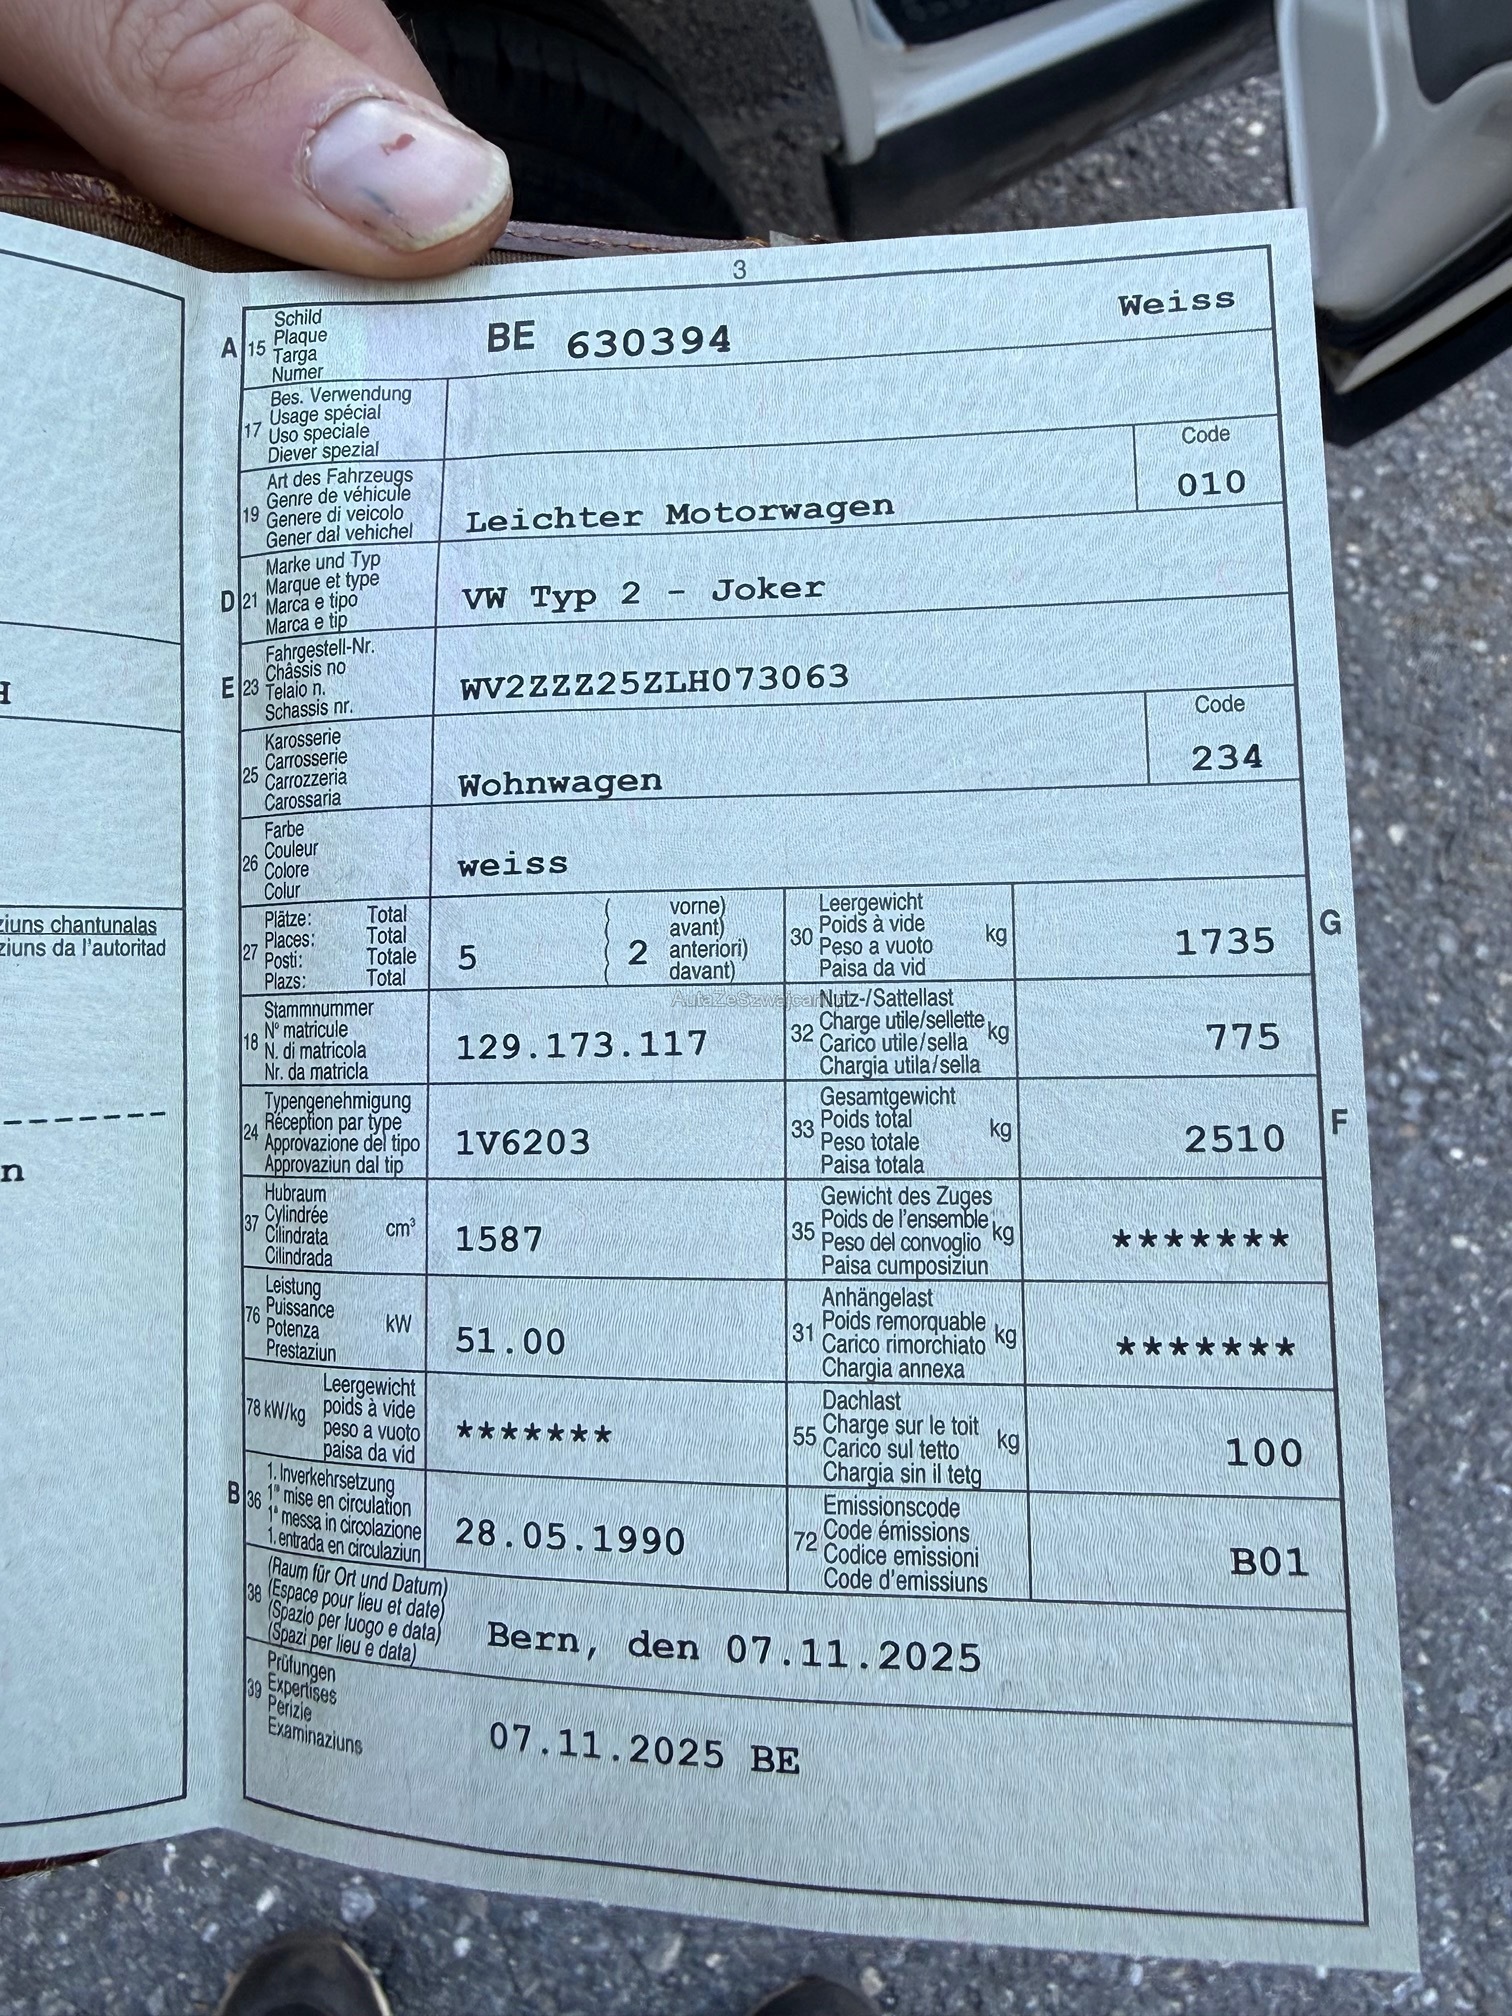 3
A 15 Schild
Plaque
Targa
Numer
BE 630394 Weiss
17 Bes. Verwendung
Usage spécial
Uso speciale
Diever spezial
19 Art des Fahrzeugs
Genre de véhicule
Genere di veicolo
Gener dal vehichel
Leichter Motorwagen
Code
010
D 21 Marke und Typ
Marque et type
Marca e tipo
Marca e tip
VW Typ 2 - Joker
E 23 Fahrgestell-Nr.
Châssis no
Telaio n.
Schassis nr.
WV2ZZZ25ZLH073063
25 Karosserie
Carrosserie
Carrozzeria
Carossaria
Wohnwagen
Code
234
26 Farbe
Couleur
Colore
Colur
weiss
27 Plätze: Total
Places: Total
Posti: Totale
Plazs: Total
5
2
vorne)
avant)
anteriori)
davant)
30 Leergewicht
Poids à vide
Peso a vuoto
Paisa da vid
kg
1735
G
18 Stammnummer
N° matricule
N. di matricola
Nr. da matricla
129.173.117
32 Nutz-/Sattellast
Charge utile/sellette
Carico utile/sella
Chargia utila/sella
kg
775
24 Typengenehmigung
Réception par type
Approvazione del tipo
Approvaziun dal tip
1V6203
33 Gesamtgewicht
Poids total
Peso totale
Paisa totala
kg
2510
F
37 Hubraum
Cylindrée
Cilindrata
Cilindrada
cm³
1587
35 Gewicht des Zuges
Poids de l'ensemble
Peso del convoglio
Paisa cumposiziun
kg
*******
76 Leistung
Puissance
Potenza
Prestaziun
kW
51.00
31 Anhängelast
Poids remorquable
Carico rimorchiato
Chargia annexa
kg
*******
78 kW/kg Leergewicht
poids à vide
peso a vuoto
paisa da vid
*******
55 Dachlast
Charge sur le toit
Carico sul tetto
Chargia sin il tetg
kg
100
B 36 1. Inverkehrsetzung
1re mise en circulation
1a messa in circolazione
1. entrada en circulaziun
28.05.1990
72 Emissionscode
Code émissions
Codice emissioni
Code d'emissiuns
B01
38 (Raum für Ort und Datum)
(Espace pour lieu et date)
(Spazio per luogo e data)
(Spazi per lieu e data)
Bern, den 07.11.2025
39 Prüfungen
Expertises
Perizie
Examinaziuns
07.11.2025 BE
ziuns chantunalas
ziuns da l'autoritad
n